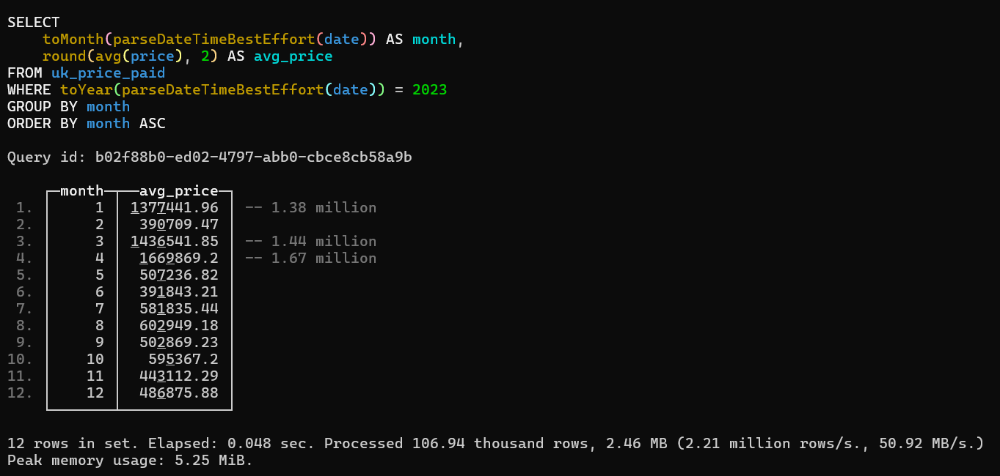 SELECT
    toMonth(parseDateTimeBestEffort(date)) AS month,
    round(avg(price), 2) AS avg_price
FROM uk_price_paid
WHERE toYear(parseDateTimeBestEffort(date)) = 2023
GROUP BY month
ORDER BY month ASC
Query id: b02f88b0-ed02-4797-abb0-cbce8cb58a9b
month avg_price
1. 1 1377441.96 -- 1.38 million
2. 2 390709.47
3. 3 1436541.85 -- 1.44 million
4. 4 1669869.2 -- 1.67 million
5. 5 507236.82
6. 6 391843.21
7. 7 581835.44
8. 8 602949.18
9. 9 502869.23
10. 10 595367.2
11. 11 443112.29
12. 12 486875.88
12 rows in set. Elapsed: 0.048 sec. Processed 106.94 thousand rows, 2.46 MB (2.21 million rows/s., 50.92 MB/s.)
Peak memory usage: 5.25 MiB.